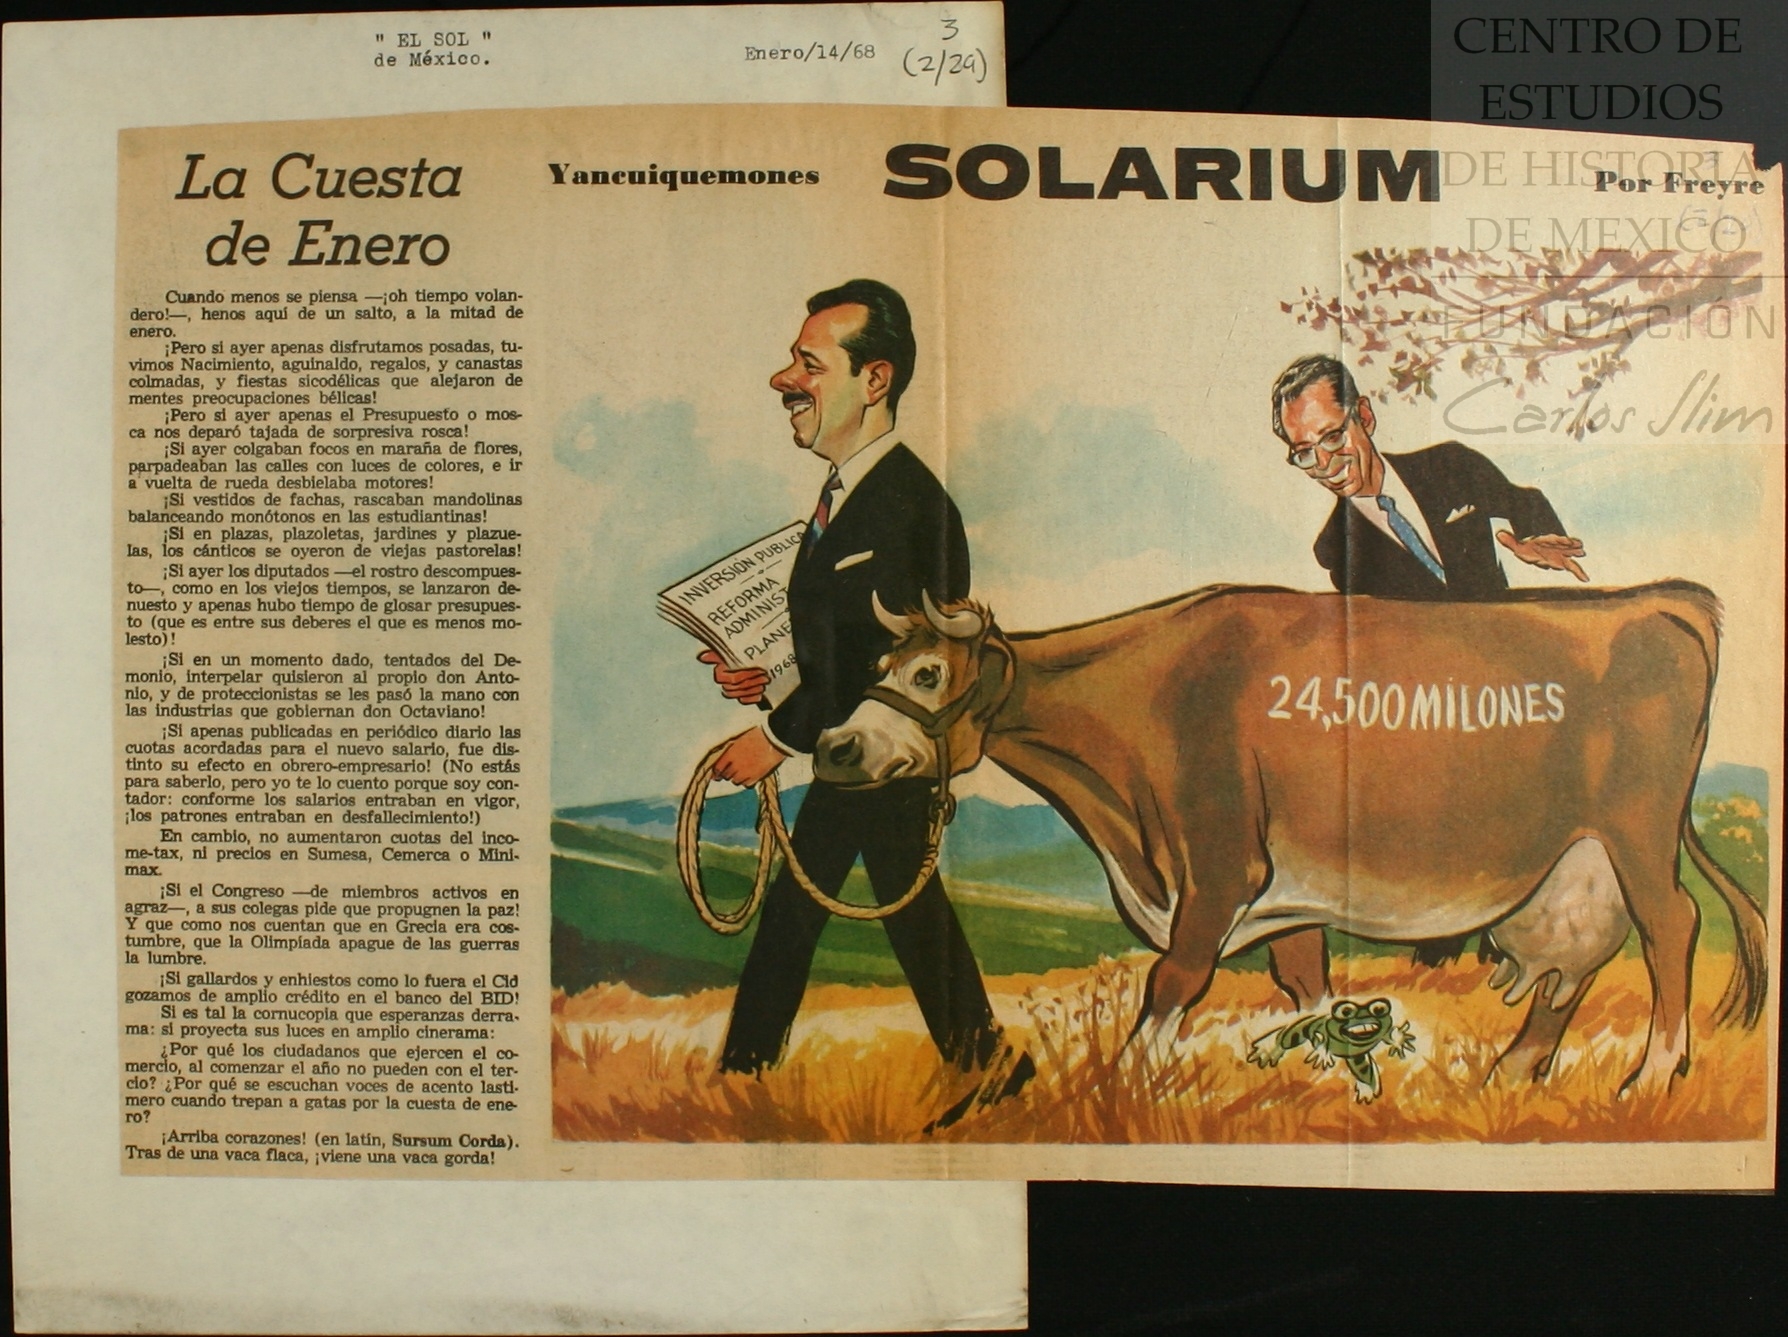 " EL SOL "
de México.
Enero/14/68
3
(2/29)
CENTRO DE
ESTUDIOS
DE HISTORIA
DE MEXICO
FUNDACIÓN
Carlos Slim
La Cuesta
de Enero
Cuando menos se piensa —¡oh tiempo volan-
dero!—, henos aquí de un salto, a la mitad de
enero.
¡Pero si ayer apenas disfrutamos posadas, tu-
vimos Nacimiento, aguinaldo, regalos, y canastas
colmadas, y fiestas sicodélicas que alejaron de
mentes preocupaciones bélicas!
¡Pero si ayer apenas el Presupuesto o mos-
ca nos deparó tajada de sorpresiva rosca!
¡Si ayer colgaban focos en maraña de flores,
parpadeaban las calles con luces de colores, e ir
a vuelta de rueda desbielaba motores!
¡Si vestidos de fachas, rascaban mandolinas
balanceando monótonos en las estudiantinas!
¡Si en plazas, plazoletas, jardines y plazue-
las, los cánticos se oyeron de viejas pastorelas!
¡Si ayer los diputados —el rostro descompues-
to—, como en los viejos tiempos, se lanzaron de-
nuesto y apenas hubo tiempo de glosar presupues-
to (que es entre sus deberes el que es menos mo-
lesto)!
¡Si en un momento dado, tentados del De-
monio, interpelar quisieron al propio don Anto-
nio, y de proteccionistas se les pasó la mano con
las industrias que gobiernan don Octaviano!
¡Si apenas publicadas en periódico diario las
cuotas acordadas para el nuevo salario, fue dis-
tinto su efecto en obrero-empresario! (No estás
para saberlo, pero yo te lo cuento porque soy con-
tador: conforme los salarios entraban en vigor,
¡los patrones entraban en desfallecimiento!)
En cambio, no aumentaron cuotas del inco-
me-tax, ni precios en Sumesa, Cemerca o Mini-
max.
¡Si el Congreso —de miembros activos en
agraz—, a sus colegas pide que propugnen la paz!
Y que como nos cuentan que en Grecia era cos-
tumbre, que la Olimpíada apague de las guerras
la lumbre.
¡Si gallardos y enhiestos como lo fuera el Cid
gozamos de amplio crédito en el banco del BID!
Si es tal la cornucopia que esperanzas derra-
ma: si proyecta sus luces en amplio cinerama:
¿Por qué los ciudadanos que ejercen el co-
mercio, al comenzar el año no pueden con el ter-
cio? ¿Por qué se escuchan voces de acento lasti-
mero cuando trepan a gatas por la cuesta de ene-
ro?
¡Arriba corazones! (en latín, Sursum Corda).
Tras de una vaca flaca, ¡viene una vaca gorda!
Yancuiquemones
SOLARIUM
Por Freyre
INVERSIÓN PUBLICA
REFORMA
ADMINIST
PLANE
1968
24,500 MILONES